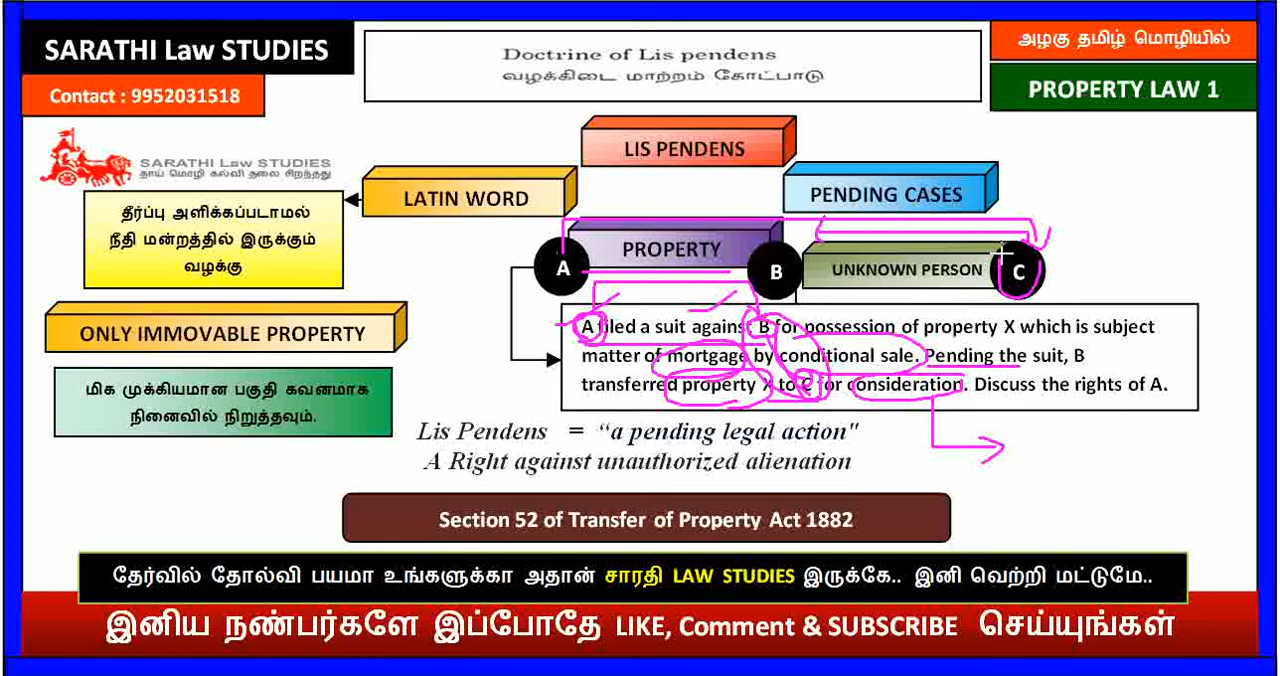 SARATHI Law STUDIES
Contact : 9952031518
Doctrine of Lis pendens
வழக்கிடை மாற்றம் கோட்பாடு
அழகு தமிழ் மொழியில்
PROPERTY LAW 1
SARATHI Law STUDIES
தாய் மொழி கல்வி தலை சிறந்தது
LIS PENDENS
LATIN WORD
PENDING CASES
தீர்ப்பு அளிக்கப்படாமல்
நீதி மன்றத்தில் இருக்கும்
வழக்கு
A
PROPERTY
B
UNKNOWN PERSON
C
ONLY IMMOVABLE PROPERTY
A filed a suit against B for possession of property X which is subject
matter of mortgage by conditional sale. Pending the suit, B
transferred property X to C for consideration. Discuss the rights of A.
மிக முக்கியமான பகுதி கவனமாக
நினைவில் நிறுத்தவும்.
Lis Pendens = “a pending legal action"
A Right against unauthorized alienation
Section 52 of Transfer of Property Act 1882
தேர்வில் தோல்வி பயமா உங்களுக்கா அதான் சாரதி LAW STUDIES இருக்கே.. இனி வெற்றி மட்டுமே..
இனிய நண்பர்களே இப்போதே LIKE, Comment & SUBSCRIBE செய்யுங்கள்